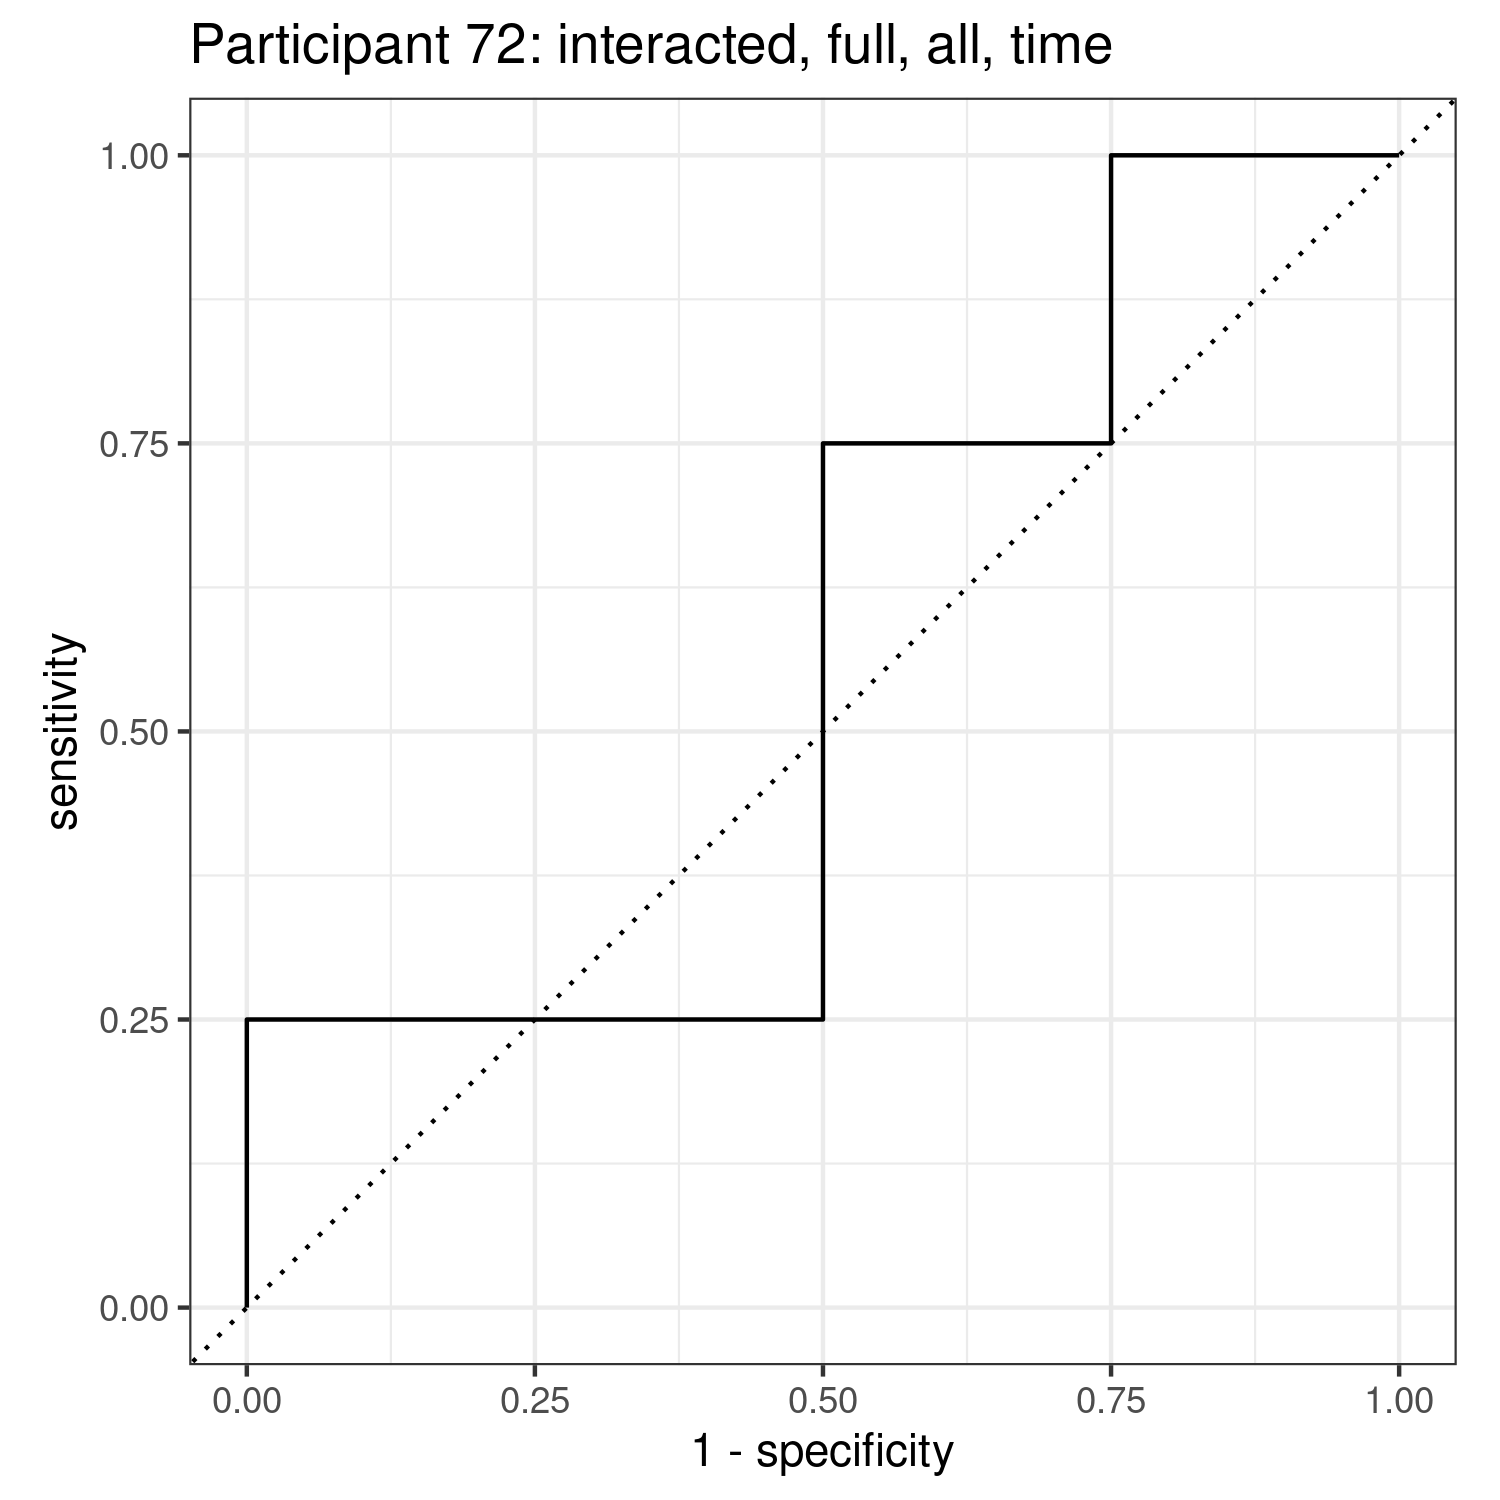 Participant 72: interacted, full, all, time
1.00
0.75
0.50
0.25
0.00
sensitivity
0.00 0.25 0.50 0.75 1.00
1 - specificity